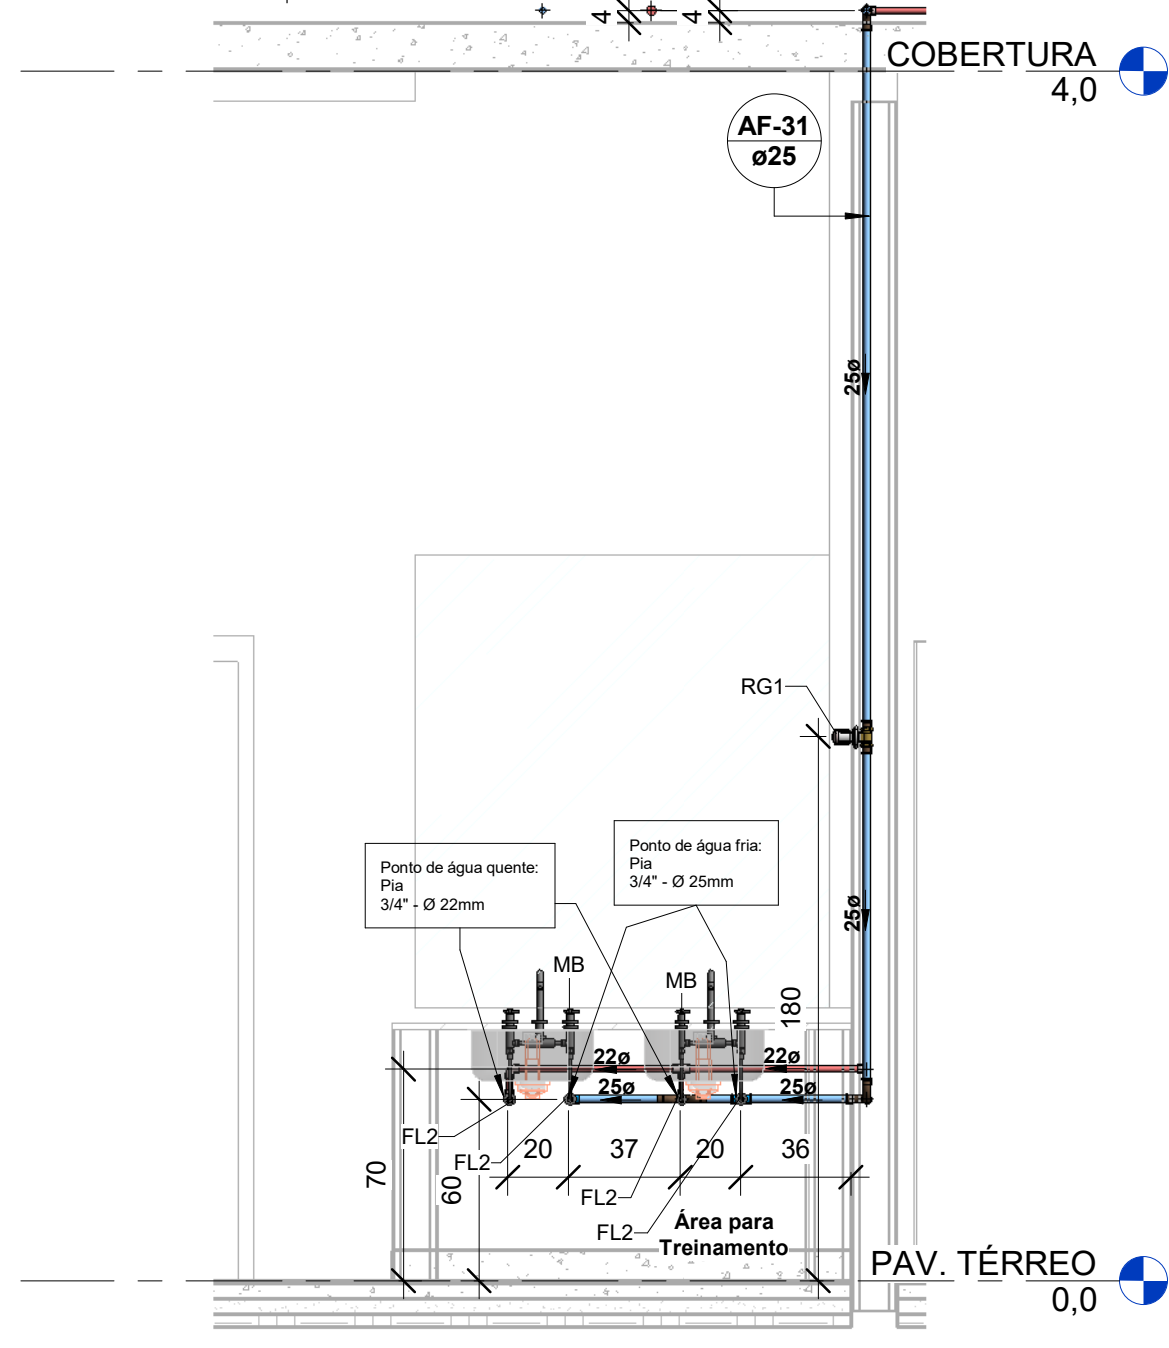 4
4
COBERTURA
4,0
AF-31
ø25
25ø
RG1
Ponto de água quente:
Pia
3/4" - Ø 22mm
Ponto de água fria:
Pia
3/4" - Ø 25mm
25ø
MB
MB
180
22ø
22ø
25ø
25ø
FL2
FL2
20
37
20
36
70
60
FL2
FL2
Área para
Treinamento
PAV. TÉRREO
0,0